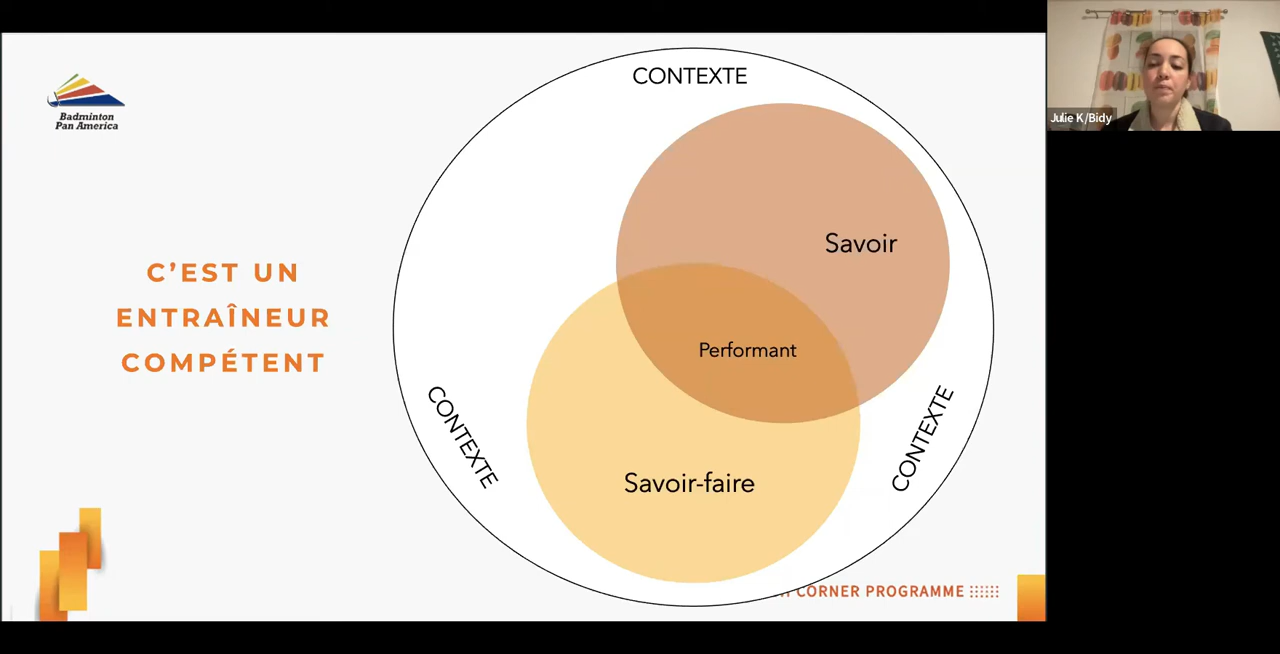 Badminton
Pan America
C’EST UN
ENTRAÎNEUR
COMPÉTENT
CONTEXTE
Savoir
Performant
CONTEXTE
CONTEXTE
Savoir-faire
CORNER PROGRAMME
Julie K/Bidy